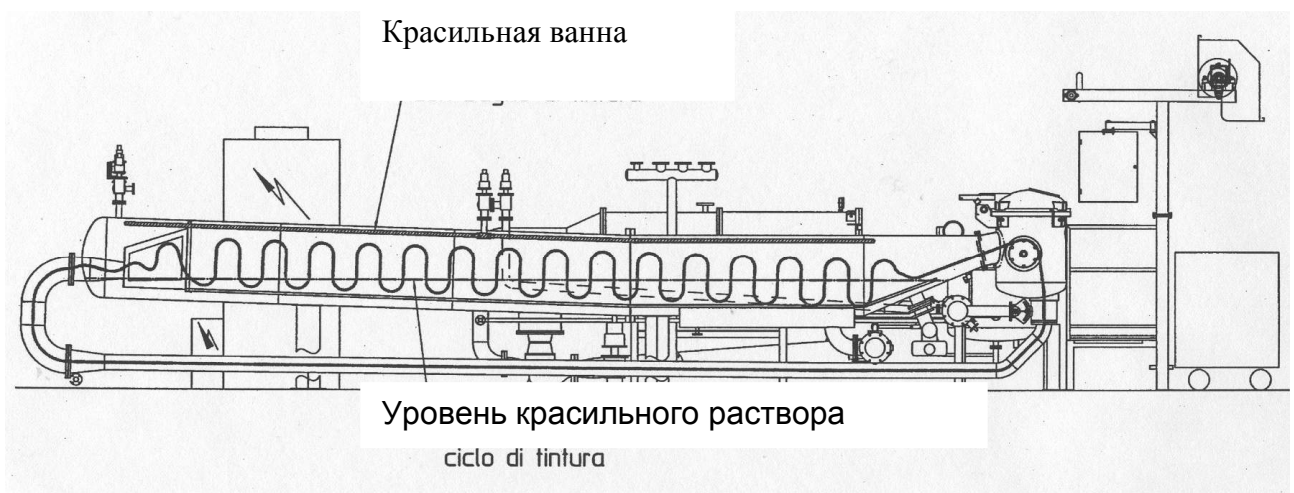 Красильная ванна
Уровень красильного раствора
ciclo di tintura